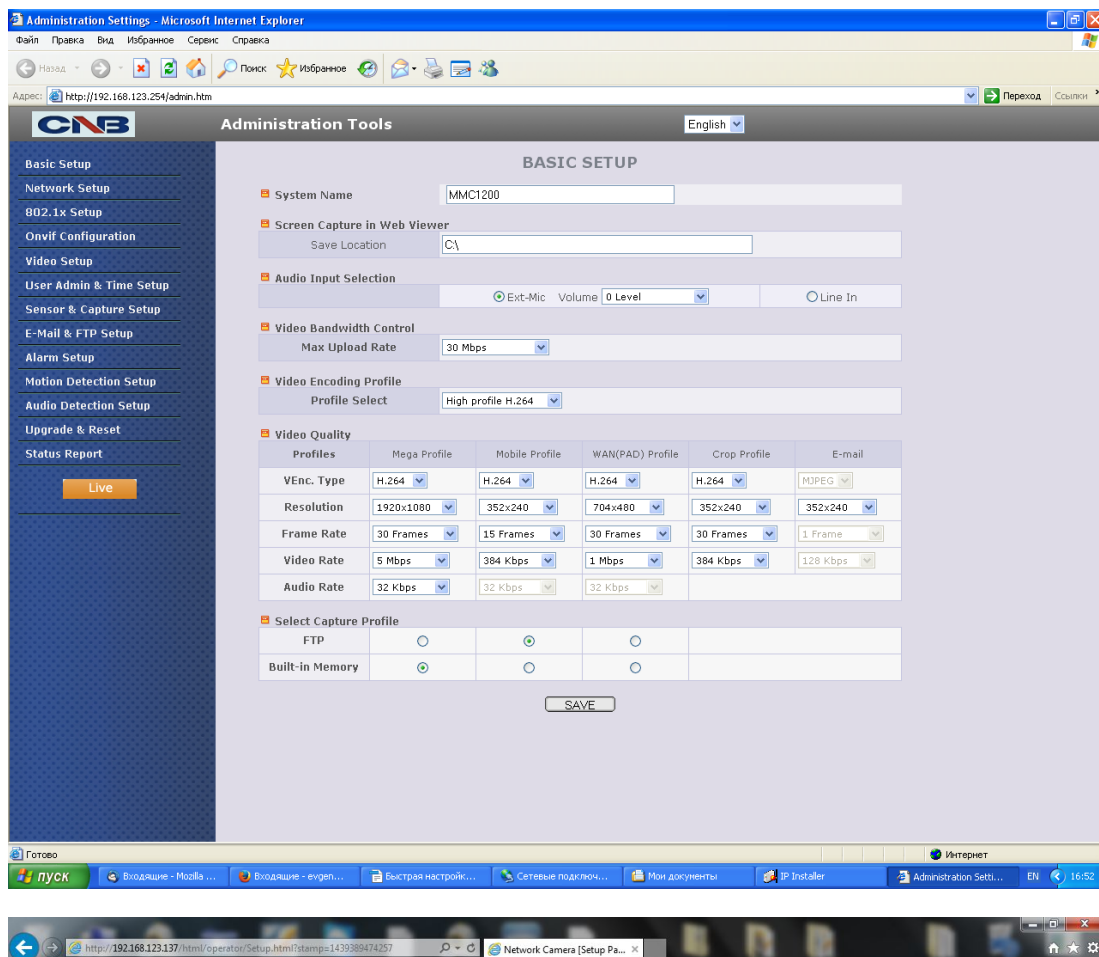 Administration Settings - Microsoft Internet Explorer
Файл Правка Вид Избранное Сервис Справка
Назад Поиск Избранное
Адрес: http://192.168.123.254/admin.htm Переход Ссылки
CNB Administration Tools English
Basic Setup
Network Setup
802.1x Setup
Onvif Configuration
Video Setup
User Admin & Time Setup
Sensor & Capture Setup
E-Mail & FTP Setup
Alarm Setup
Motion Detection Setup
Audio Detection Setup
Upgrade & Reset
Status Report
Live
BASIC SETUP
System Name MMC1200
Screen Capture in Web Viewer
Save Location C:\
Audio Input Selection
Ext-Mic Volume 0 Level Line In
Video Bandwidth Control
Max Upload Rate 30 Mbps
Video Encoding Profile
Profile Select High profile H.264
Video Quality
Profiles Mega Profile Mobile Profile WAN(PAD) Profile Crop Profile E-mail
VEnc. Type H.264 H.264 H.264 H.264 MJPEG
Resolution 1920x1080 352x240 704x480 352x240 352x240
Frame Rate 30 Frames 15 Frames 30 Frames 30 Frames 1 Frame
Video Rate 5 Mbps 384 Kbps 1 Mbps 384 Kbps 128 Kbps
Audio Rate 32 Kbps 32 Kbps 32 Kbps
Select Capture Profile
FTP
Built-in Memory
SAVE
Готово Интернет
пуск Входящие - Mozilla ... Входящие - evgen... Быстрая настройк... Сетевые подключ... Мои документы IP Installer Administration Setti... EN 16:52
http://192.168.123.137/html/operator/Setup.html?stamp=1439389474257 Network Camera [Setup Pa...